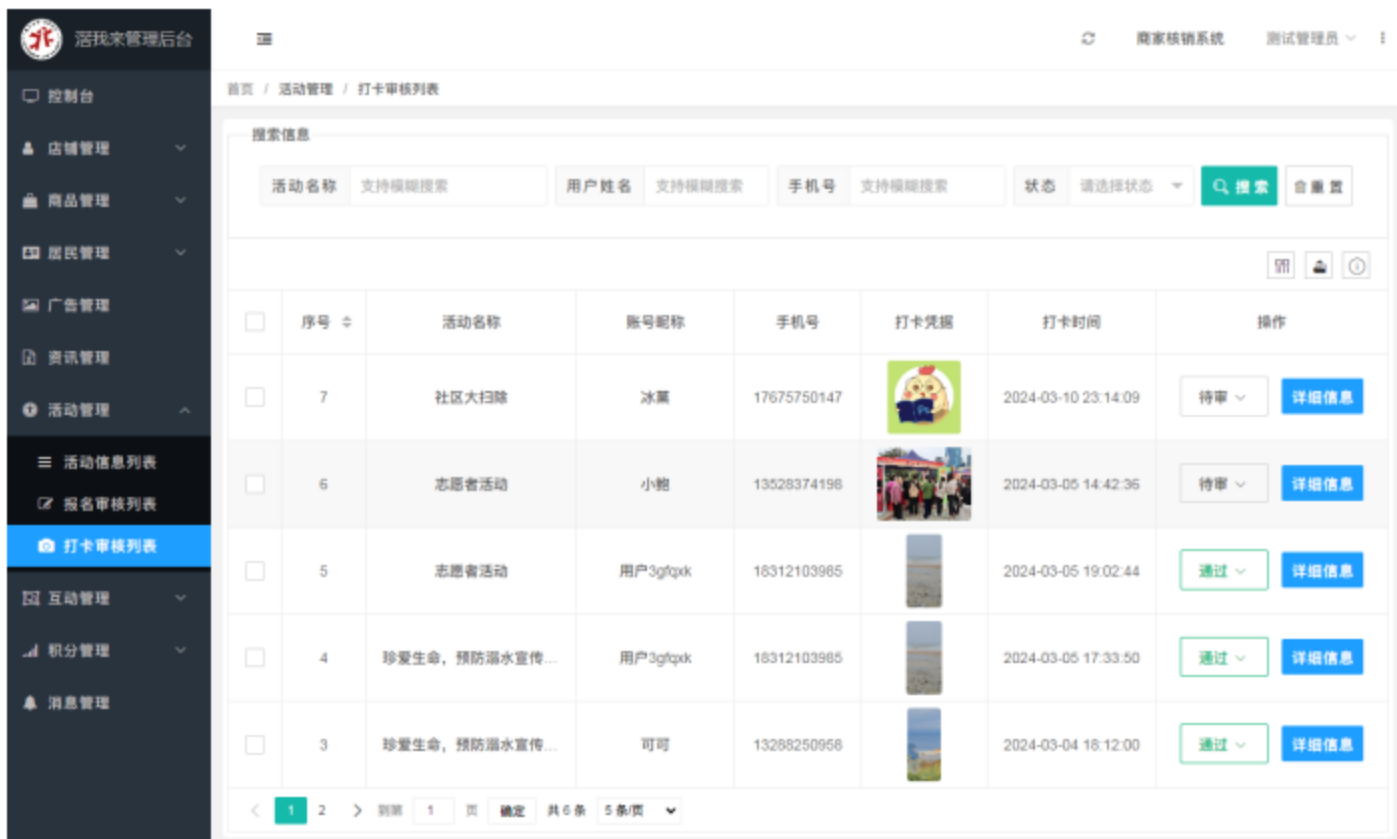 滘我来管理后台
商家核销系统 测试管理员
控制台
店铺管理
商品管理
居民管理
广告管理
资讯管理
活动管理
活动信息列表
报名审核列表
打卡审核列表
互动管理
积分管理
消息管理
首页 / 活动管理 / 打卡审核列表
搜索信息
活动名称 支持模糊搜索 用户姓名 支持模糊搜索 手机号 支持模糊搜索 状态 请选择状态 搜索 重置
序号 活动名称 账号昵称 手机号 打卡凭据 打卡时间 操作
7 社区大扫除 冰薰 17675750147 2024-03-10 23:14:09 待审 详细信息
6 志愿者活动 小鲍 13528374198 2024-03-05 14:42:36 待审 详细信息
5 志愿者活动 用户3gfqxk 18312103985 2024-03-05 19:02:44 通过 详细信息
4 珍爱生命，预防溺水宣传... 用户3gfqxk 18312103985 2024-03-05 17:33:50 通过 详细信息
3 珍爱生命，预防溺水宣传... 可可 13288250958 2024-03-04 18:12:00 通过 详细信息
1 2 到第 1 页 确定 共 6 条 5 条/页